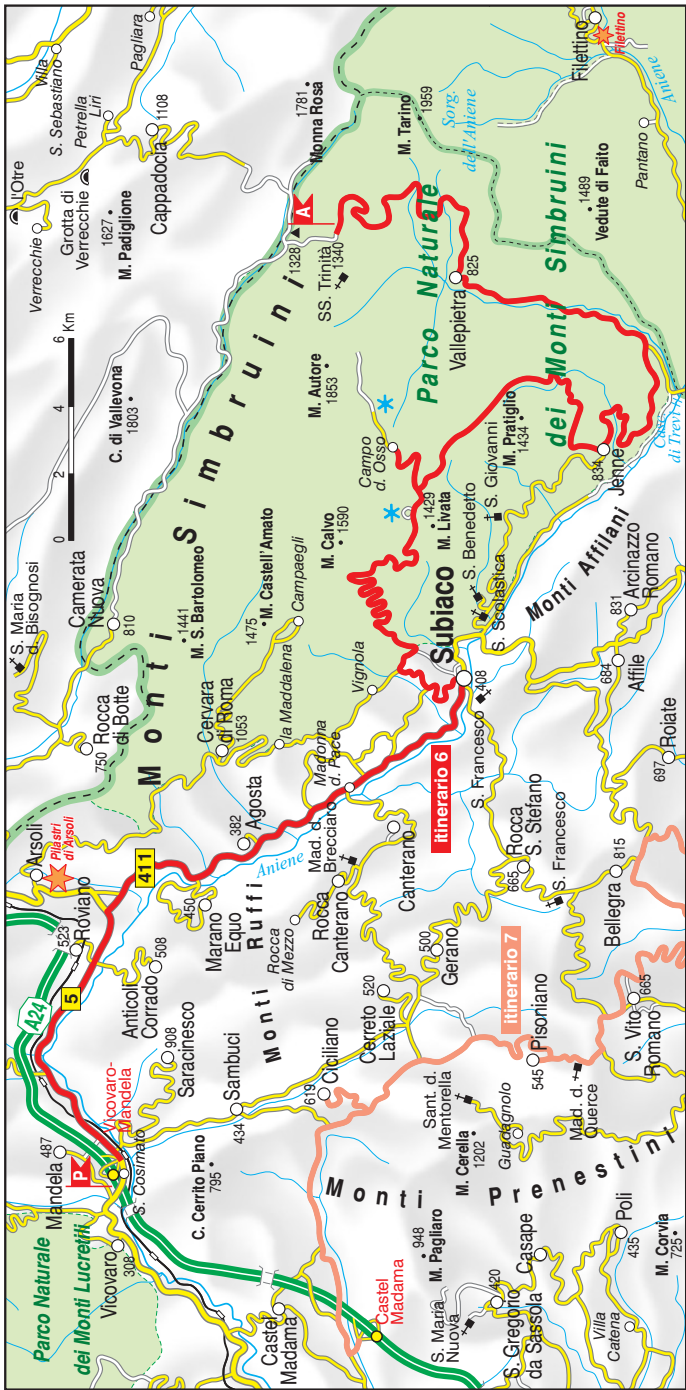 Parco Naturale
dei Monti Lucretili
Mandela
487
P
Vicovaro-
Mandela
S. Cosimato
Vicovaro
308
Castel
Madama
Castel
Madama
A24
5
411
Roviano
523
Arsoli
Pilastri
di Arsoli
Anticoli
Corrado
508
Saracinesco
908
Sambuci
434
C. Cerrito Piano
795
Marano
Equo
450
Agosta
382
Aniene
Monti Ruffi
Rocca
di Mezzo
Rocca
Canterano
Mad. d.
Brecciaro
Canterano
Madonna
d. Pace
Ciciliano
619
Cerreto
Laziale
520
Gerano
500
Rocca
S. Stefano
665
S. Francesco
Bellegra
815
Pisoniano
545
itinerario 7
itinerario 6
S. Vito
Romano
665
Mad. d.
Querce
Sant. d.
Mentorella
Guadagnolo
M. Cerella
1202
Monti Prenestini
M. Pagliaro
948
S. Maria
Nuova
420
S. Gregorio
da Sassola
Casape
Poli
435
Villa
Catena
M. Corvia
725
Rocca
di Botte
750
S. Maria
d. Bisognosi
Camerata
Nuova
810
Cervara
di Roma
1053
la Maddalena
Campaegli
Vignola
M. S. Bartolomeo
1441
M. Castell'Amato
1475
Monti Simbruini
M. Calvo
1590
Subiaco
408
S. Francesco
S. Scolastica
S. Benedetto
S. Giovanni
M. Livata
1429
Campo
d. Osso
M. Autore
1853
C. di Vallevona
1803
0 2 4 6 Km
Monti Affilani
Affile
684
Arcinazzo
Romano
831
Roiate
697
Jenne
834
M. Pratiglio
1434
Parco Naturale
dei Monti Simbruini
Vallepietra
825
SS. Trinità
1340
1328
A
Monna Rosa
1781
M. Tarino
1959
Sorg.
dell'Aniene
Vedute di Faito
1489
Pantano
Aniene
Filettino
Filettino
di Trevi
M. Padiglione
1627
Grotta di
Verrecchie
Verrecchie
l'Otre
Cappadocia
1108
Petrella
Liri
S. Sebastiano
Villa
Pagliara